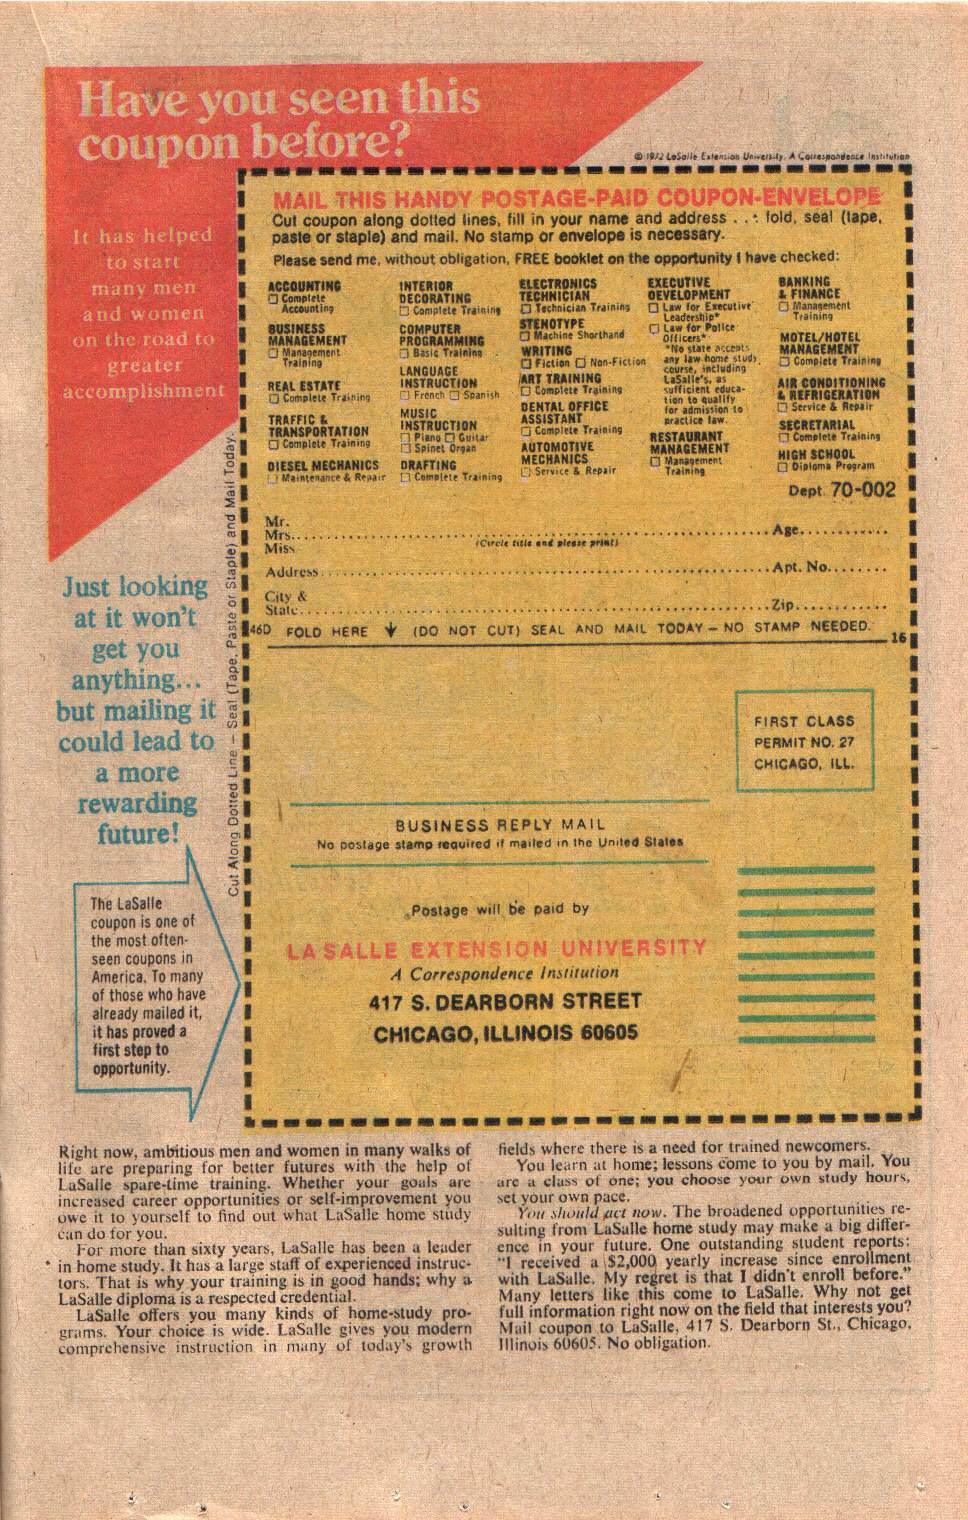 Have you seen this
coupon before?
© 1972 LaSalle Extension University, A Correspondence Institution
It has helped
to start
many men
and women
on the road to
greater
accomplishment
MAIL THIS HANDY POSTAGE-PAID COUPON-ENVELOPE
Cut coupon along dotted lines, fill in your name and address . . . fold, seal (tape,
paste or staple) and mail. No stamp or envelope is necessary.
Please send me, without obligation, FREE booklet on the opportunity I have checked:
ACCOUNTING
☐ Complete
Accounting
BUSINESS
MANAGEMENT
☐ Management
Training
REAL ESTATE
☐ Complete Training
TRAFFIC &
TRANSPORTATION
☐ Complete Training
DIESEL MECHANICS
☐ Maintenance & Repair
INTERIOR
DECORATING
☐ Complete Training
COMPUTER
PROGRAMMING
☐ Basic Training
LANGUAGE
INSTRUCTION
☐ French ☐ Spanish
MUSIC
INSTRUCTION
☐ Piano ☐ Guitar
☐ Spinet Organ
DRAFTING
☐ Complete Training
ELECTRONICS
TECHNICIAN
☐ Technician Training
STENOTYPE
☐ Machine Shorthand
WRITING
☐ Fiction ☐ Non-Fiction
ART TRAINING
☐ Complete Training
DENTAL OFFICE
ASSISTANT
☐ Complete Training
AUTOMOTIVE
MECHANICS
☐ Service & Repair
EXECUTIVE
DEVELOPMENT
☐ Law for Executive
Leadership*
☐ Law for Police
Officers*
*No state accepts
any law home study
course, including
LaSalle's, as
sufficient educa-
tion to qualify
for admission to
practice law.
RESTAURANT
MANAGEMENT
☐ Management
Training
BANKING
& FINANCE
☐ Management
Training
MOTEL/HOTEL
MANAGEMENT
☐ Complete Training
AIR CONDITIONING
& REFRIGERATION
☐ Service & Repair
SECRETARIAL
☐ Complete Training
HIGH SCHOOL
☐ Diploma Program
Dept. 70-002
Mr.
Mrs. Age
Miss (Circle title and please print)
Address Apt. No.
City &
State Zip
46D FOLD HERE ↓ (DO NOT CUT) SEAL AND MAIL TODAY — NO STAMP NEEDED.
16
Cut Along Dotted Line — Seal (Tape, Paste or Staple) and Mail Today.
Just looking
at it won't
get you
anything...
but mailing it
could lead to
a more
rewarding
future!
The LaSalle
coupon is one of
the most often-
seen coupons in
America. To many
of those who have
already mailed it,
it has proved a
first step to
opportunity.
FIRST CLASS
PERMIT NO. 27
CHICAGO, ILL.
BUSINESS REPLY MAIL
No postage stamp required if mailed in the United States
Postage will be paid by
LA SALLE EXTENSION UNIVERSITY
A Correspondence Institution
417 S. DEARBORN STREET
CHICAGO, ILLINOIS 60605
Right now, ambitious men and women in many walks of
life are preparing for better futures with the help of
LaSalle spare-time training. Whether your goals are
increased career opportunities or self-improvement you
owe it to yourself to find out what LaSalle home study
can do for you.
For more than sixty years, LaSalle has been a leader
in home study. It has a large staff of experienced instruc-
tors. That is why your training is in good hands; why a
LaSalle diploma is a respected credential.
LaSalle offers you many kinds of home-study pro-
grams. Your choice is wide. LaSalle gives you modern
comprehensive instruction in many of today's growth
fields where there is a need for trained newcomers.
You learn at home; lessons come to you by mail. You
are a class of one; you choose your own study hours,
set your own pace.
You should act now. The broadened opportunities re-
sulting from LaSalle home study may make a big differ-
ence in your future. One outstanding student reports:
"I received a $2,000 yearly increase since enrollment
with LaSalle. My regret is that I didn't enroll before."
Many letters like this come to LaSalle. Why not get
full information right now on the field that interests you?
Mail coupon to LaSalle, 417 S. Dearborn St., Chicago,
Illinois 60605. No obligation.